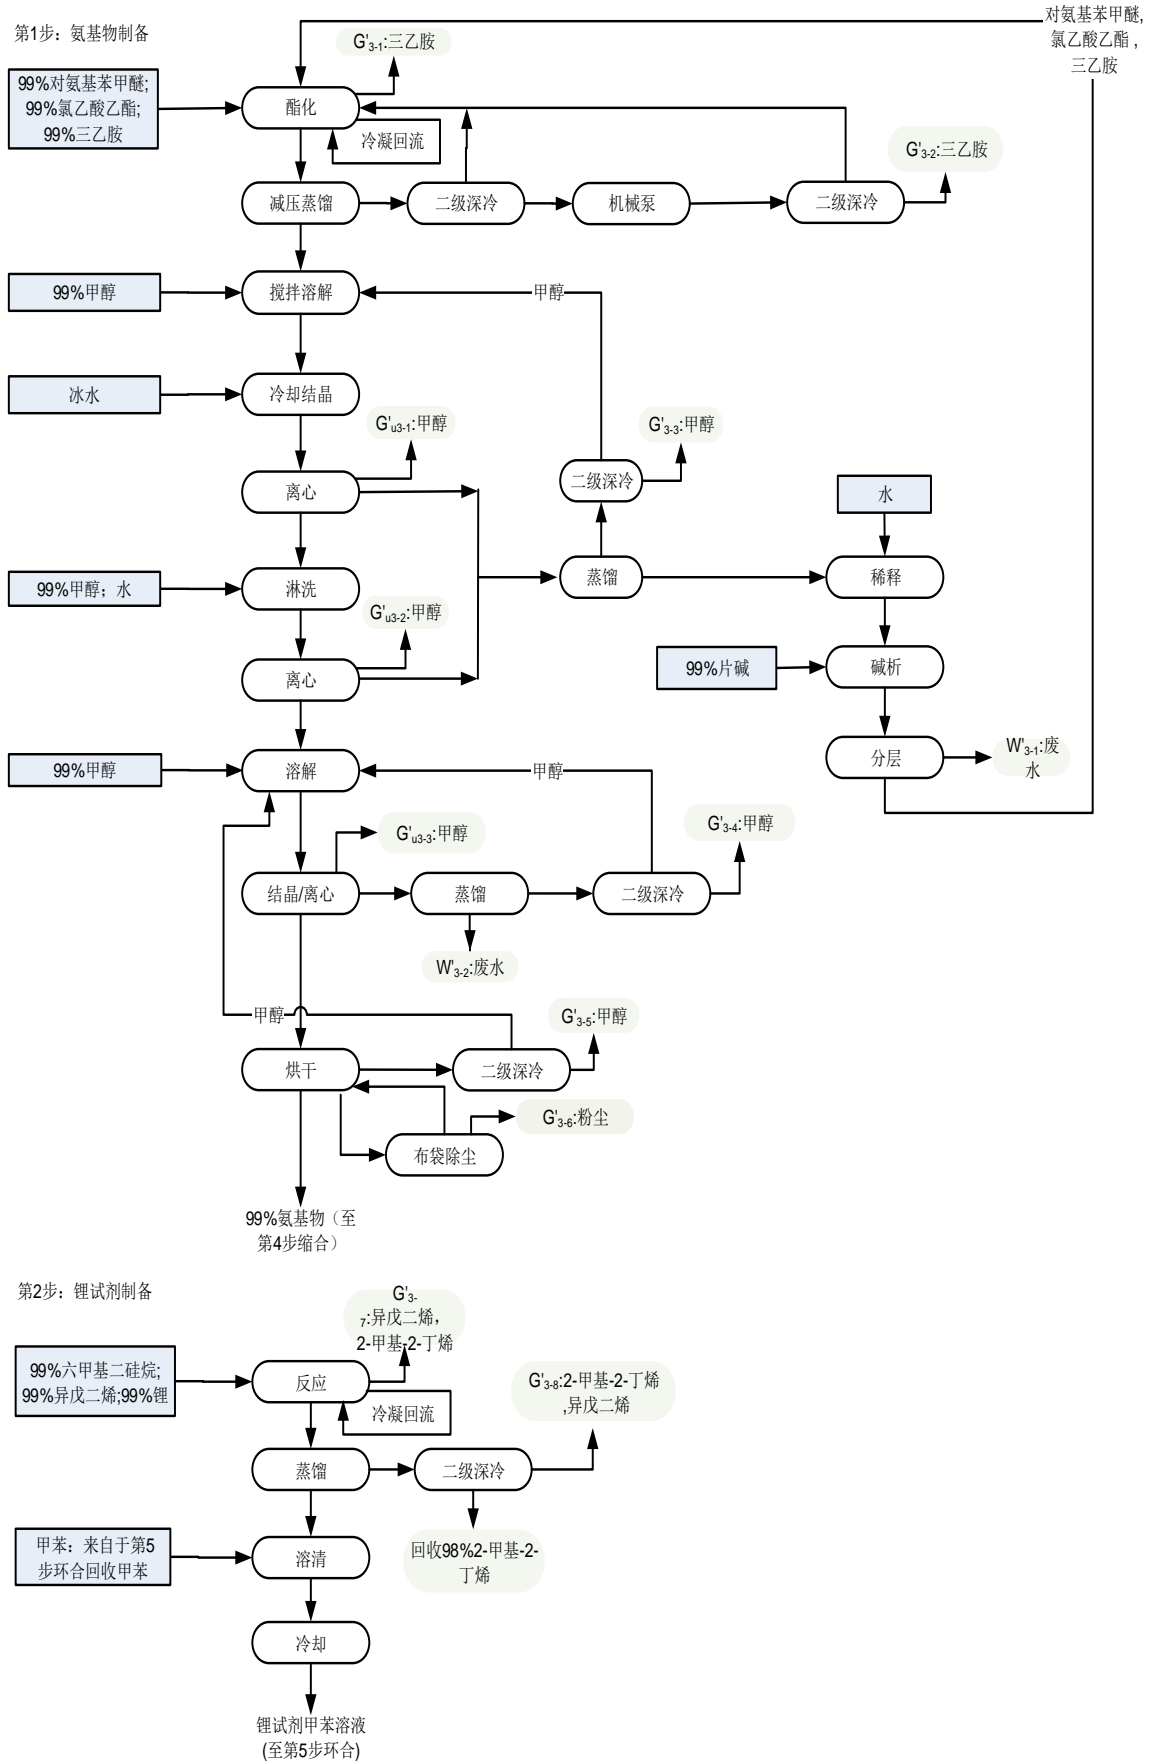 第1步：氨基物制备
对氨基苯甲醚,
氯乙酸乙酯，
三乙胺
G'3-1:三乙胺
99%对氨基苯甲醚;
99%氯乙酸乙酯;
99%三乙胺
酯化
冷凝回流
G'3-2:三乙胺
减压蒸馏
二级深冷
机械泵
二级深冷
99%甲醇
搅拌溶解
甲醇
冰水
冷却结晶
G'u3-1:甲醇
G'3-3:甲醇
离心
二级深冷
水
99%甲醇；水
淋洗
蒸馏
稀释
G'u3-2:甲醇
离心
99%片碱
碱析
99%甲醇
溶解
甲醇
分层
W'3-1:废
水
G'u3-3:甲醇
G'3-4:甲醇
结晶/离心
蒸馏
二级深冷
W'3-2:废水
甲醇
G'3-5:甲醇
烘干
二级深冷
G'3-6:粉尘
布袋除尘
99%氨基物（至
第4步缩合）
第2步：锂试剂制备
G'3-
7:异戊二烯，
2-甲基-2-丁烯
99%六甲基二硅烷;
99%异戊二烯;99%锂
反应
冷凝回流
G'3-8:2-甲基-2-丁烯
,异戊二烯
蒸馏
二级深冷
甲苯：来自于第5
步环合回收甲苯
溶清
回收98%2-甲基-2-
丁烯
冷却
锂试剂甲苯溶液
(至第5步环合)